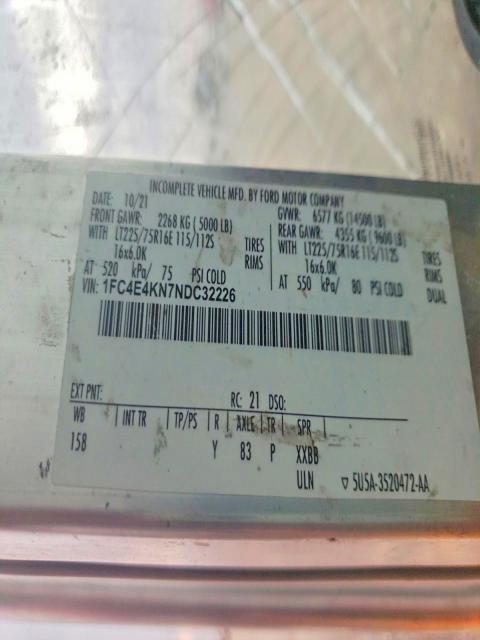 INCOMPLETE VEHICLE MFD. BY FORD MOTOR COMPANY
DATE: 10/21 GVWR: 6577 KG (14500 LB)
FRONT GAWR: 2268 KG (5000 LB) REAR GAWR: 4355 KG (9600 LB)
WITH LT225/75R16E 115/112S TIRES WITH LT225/75R16E 115/112S TIRES
16x6.0K RIMS 16x6.0K RIMS
AT 520 kPa/ 75 PSI COLD AT 550 kPa/ 80 PSI COLD DUAL
VIN: 1FC4E4KN7NDC32226
EXT PNT: RC: 21 DSO:
WB INT TR TP/PS R AXLE TR SPR
158 Y 83 P XXBB
ULN ▽ 5U5A-3520472-AA